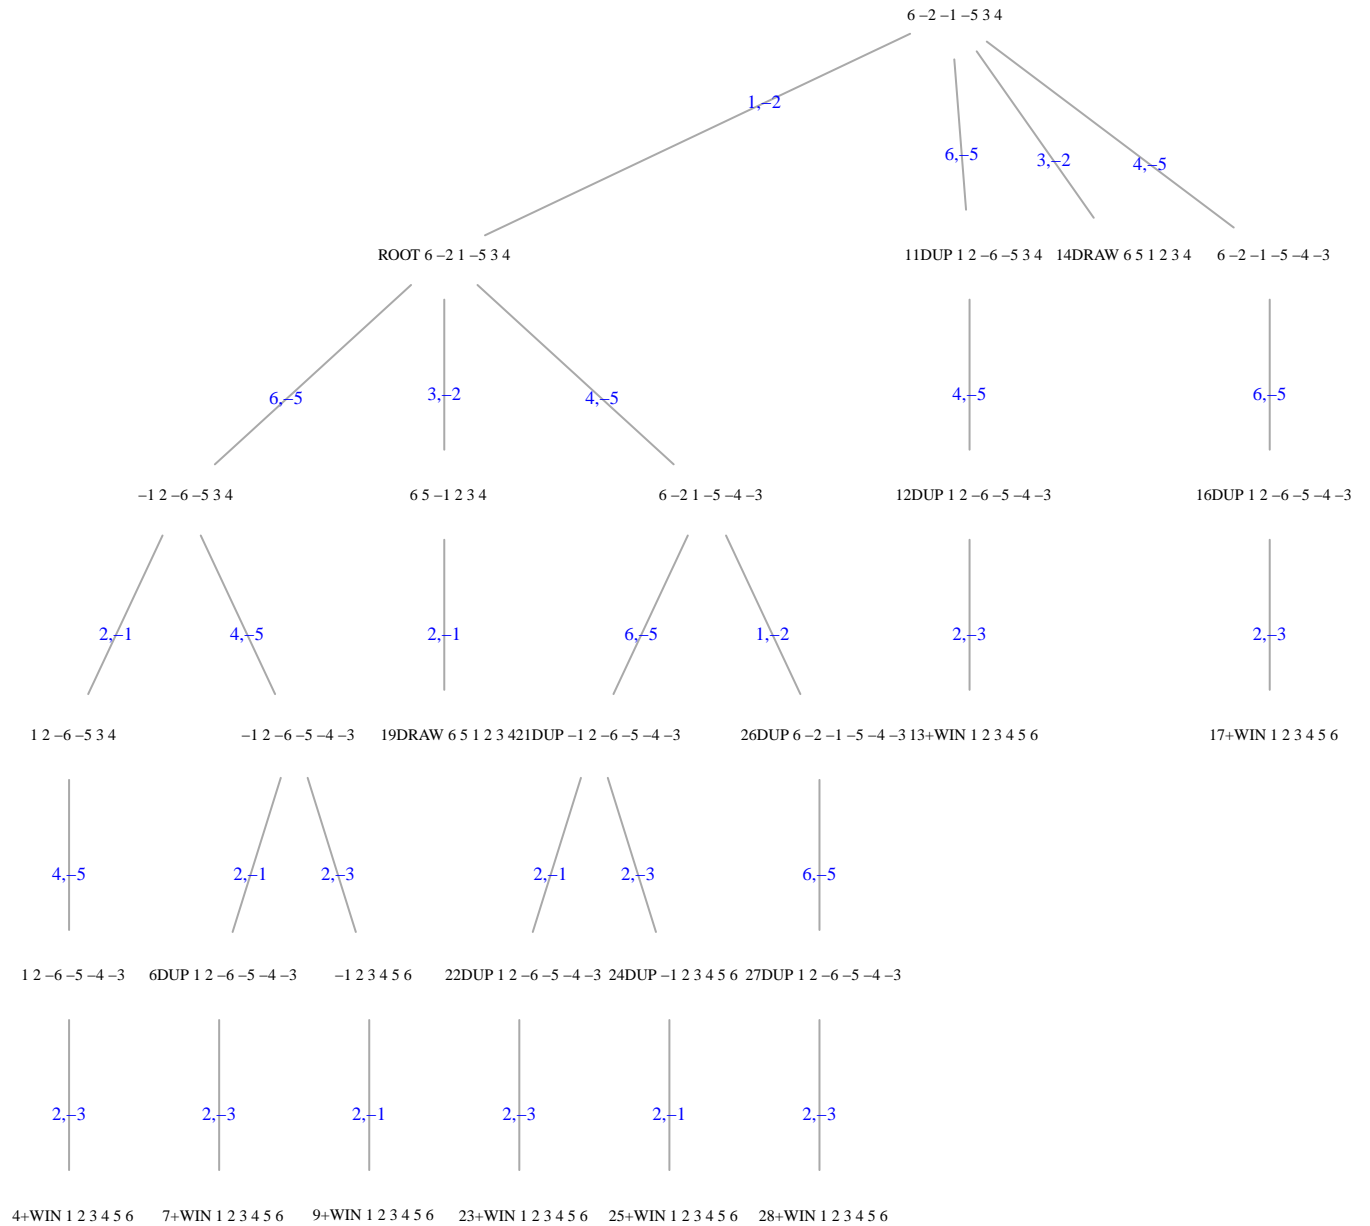 6 −2 −1 −5 3 4
1,−2
6,−5
3,−2
4,−5
ROOT 6 −2 1 −5 3 4
11DUP 1 2 −6 −5 3 4
14DRAW 6 5 1 2 3 4
6 −2 −1 −5 −4 −3
6,−5
3,−2
4,−5
4,−5
6,−5
−1 2 −6 −5 3 4
6 5 −1 2 3 4
6 −2 1 −5 −4 −3
12DUP 1 2 −6 −5 −4 −3
16DUP 1 2 −6 −5 −4 −3
2,−1
4,−5
2,−1
6,−5
1,−2
2,−3
2,−3
1 2 −6 −5 3 4
−1 2 −6 −5 −4 −3
19DRAW 6 5 1 2 3 4
21DUP −1 2 −6 −5 −4 −3
26DUP 6 −2 −1 −5 −4 −3
13+WIN 1 2 3 4 5 6
17+WIN 1 2 3 4 5 6
4,−5
2,−1
2,−3
2,−1
2,−3
6,−5
1 2 −6 −5 −4 −3
6DUP 1 2 −6 −5 −4 −3
−1 2 3 4 5 6
22DUP 1 2 −6 −5 −4 −3
24DUP −1 2 3 4 5 6
27DUP 1 2 −6 −5 −4 −3
2,−3
2,−3
2,−1
2,−3
2,−1
2,−3
4+WIN 1 2 3 4 5 6
7+WIN 1 2 3 4 5 6
9+WIN 1 2 3 4 5 6
23+WIN 1 2 3 4 5 6
25+WIN 1 2 3 4 5 6
28+WIN 1 2 3 4 5 6